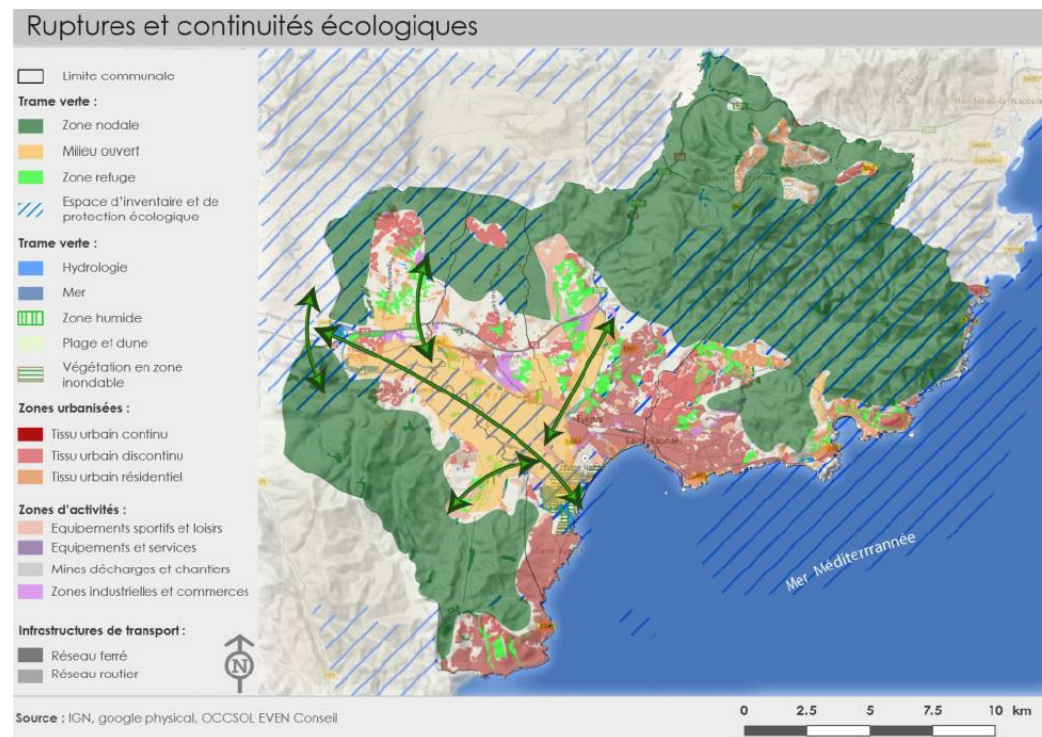 Ruptures et continuités écologiques
Limite communale
Trame verte :
Zone nodale
Milieu ouvert
Zone refuge
Espace d'inventaire et de
protection écologique
Trame verte :
Hydrologie
Mer
Zone humide
Plage et dune
Végétation en zone
inondable
Zones urbanisées :
Tissu urbain continu
Tissu urbain discontinu
Tissu urbain résidentiel
Zones d'activités :
Equipements sportifs et loisirs
Equipements et services
Mines décharges et chantiers
Zones industrielles et commerces
Infrastructures de transport :
Réseau ferré
Réseau routier
N
Mandelieu-la-Napoule
Fréjus
Saint-Raphaël
Mer Méditerrrannée
Source : IGN, google physical, OCCSOL EVEN Conseil
0 2.5 5 7.5 10 km